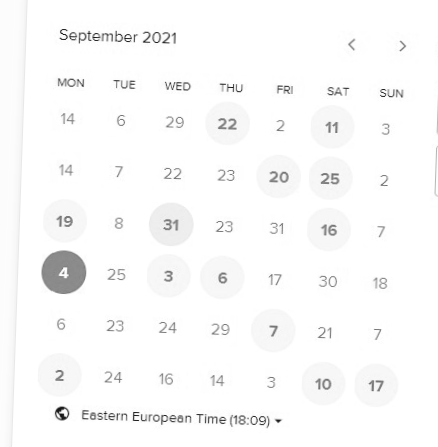 September 2021
MON TUE WED THU FRI SAT SUN
14 6 29 22 2 11 3
14 7 22 23 20 25 2
19 8 31 23 31 16 7
4 25 3 6 17 30 18
6 23 24 29 7 21 7
2 24 16 14 3 10 17
Eastern European Time (18:09)